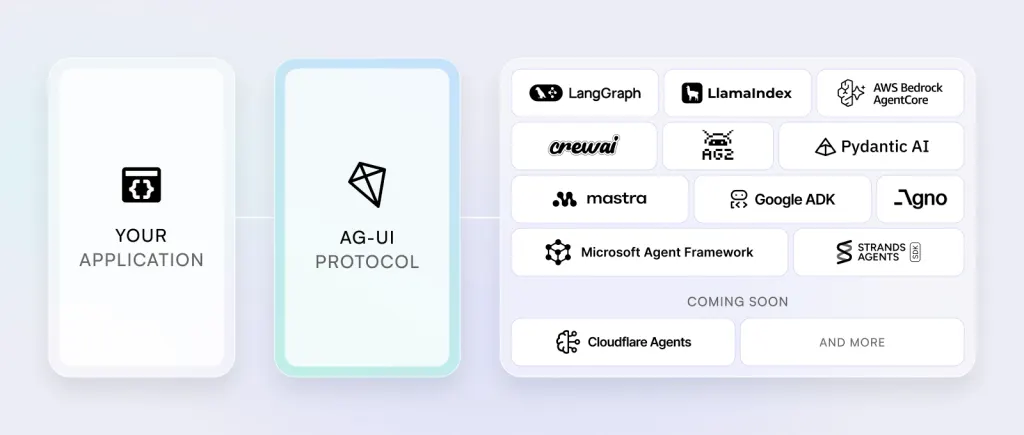 YOUR
APPLICATION
AG-UI
PROTOCOL
LangGraph
LlamaIndex
AWS Bedrock
AgentCore
crewai
AG2
Pydantic AI
mastra
Google ADK
Agno
Microsoft Agent Framework
STRANDS
AGENTS
SDK
COMING SOON
Cloudflare Agents
AND MORE